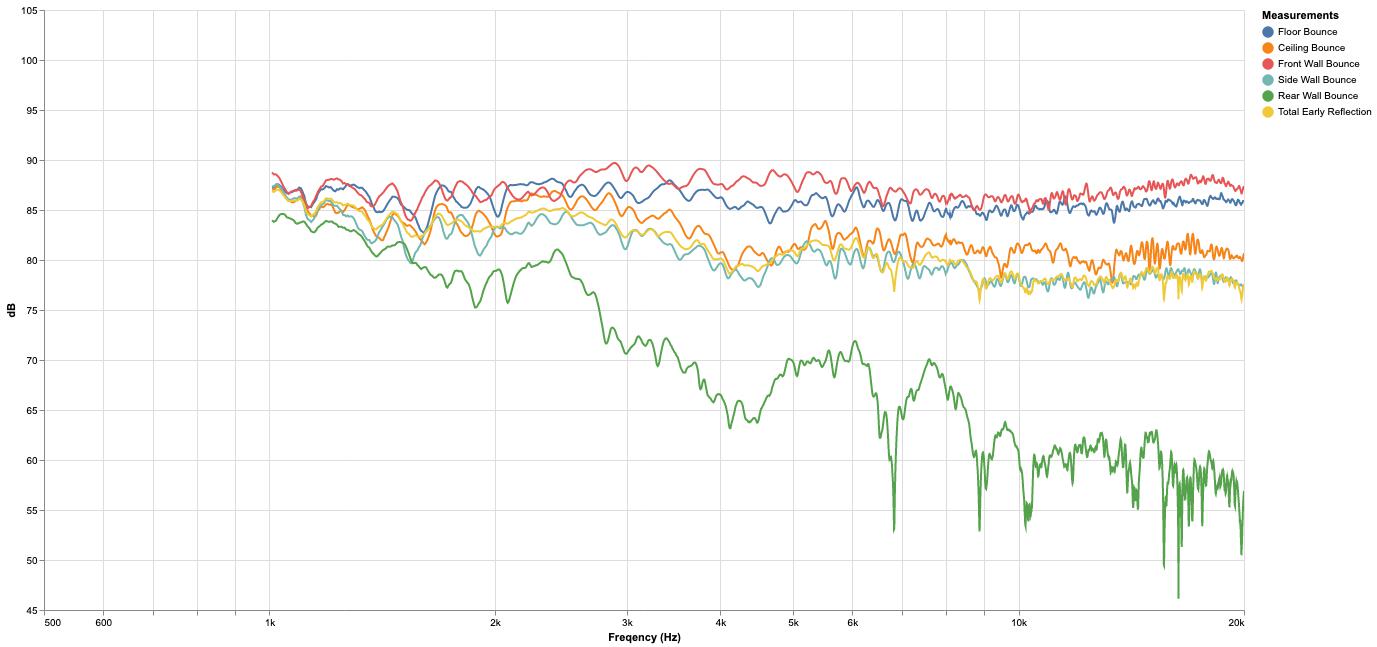 105
100
95
90
85
80
75
70
65
60
55
50
45
dB
500 600 1k 2k 3k 4k 5k 6k 10k 20k
Freqency (Hz)
Measurements
Floor Bounce
Ceiling Bounce
Front Wall Bounce
Side Wall Bounce
Rear Wall Bounce
Total Early Reflection